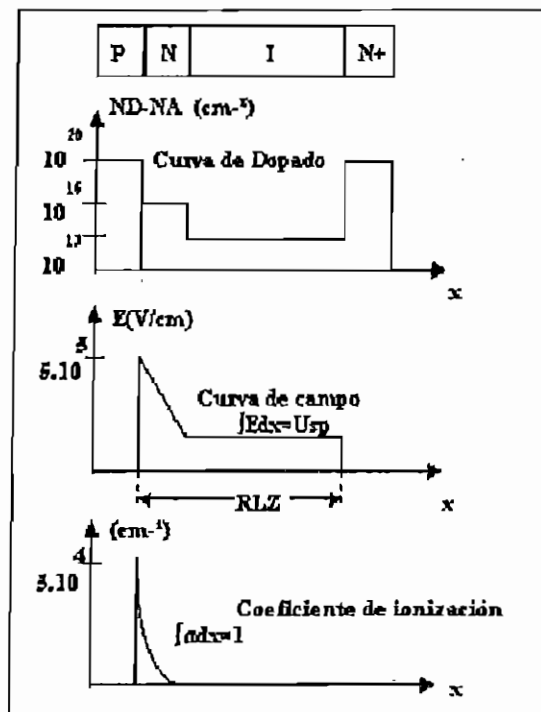 P N I N+
ND-NA (cm-³)
10 20
Curva de Dopado
10 16
10 13
x
E(V/cm)
5.10 5
Curva de campo
∫Edx=Usp
RLZ
x
(cm-¹)
3.10 4
Coeficiente de ionización
∫αdx=1
x